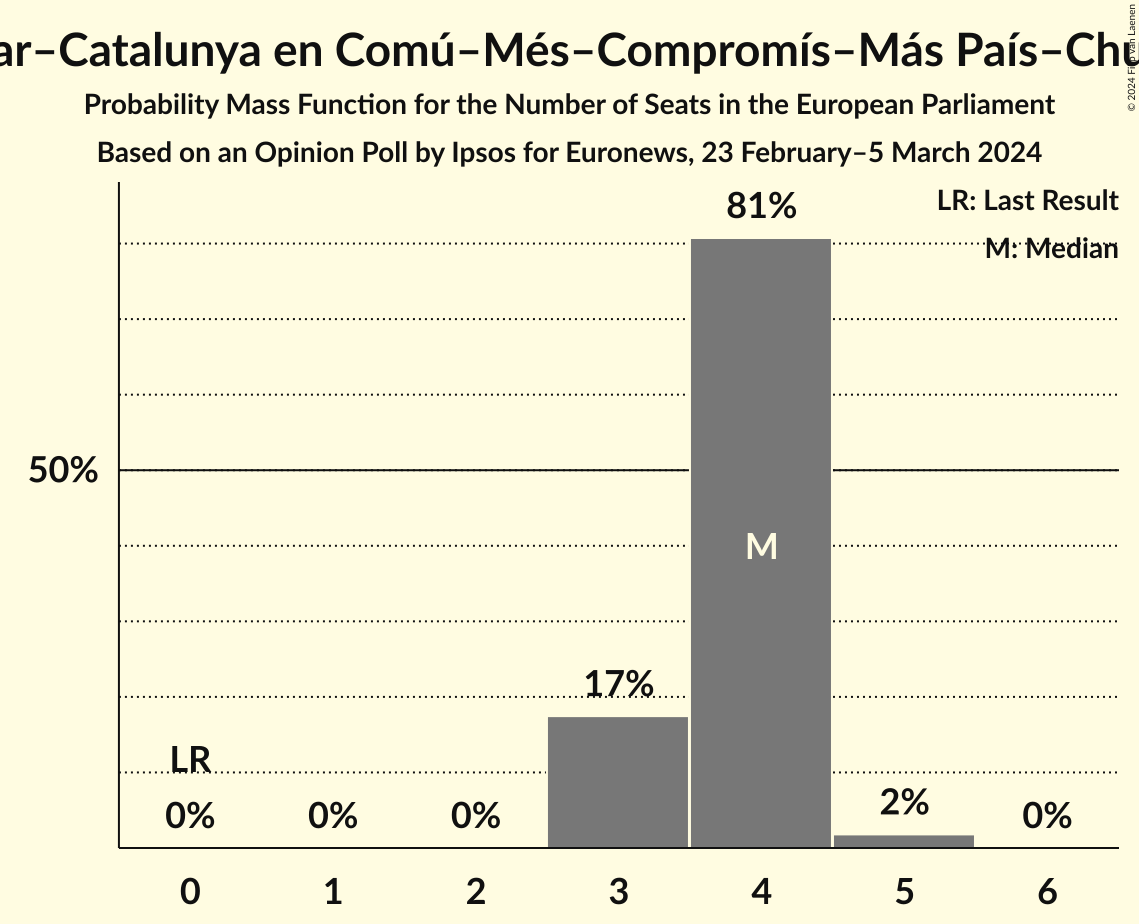 ar–Catalunya en Comú–Més–Compromís–Más País–Chu
© 2024 Filip van Laenen
Probability Mass Function for the Number of Seats in the European Parliament
Based on an Opinion Poll by Ipsos for Euronews, 23 February–5 March 2024
LR: Last Result
M: Median
81%
50%
M
17%
LR
0%
0%
0%
2%
0%
0
1
2
3
4
5
6